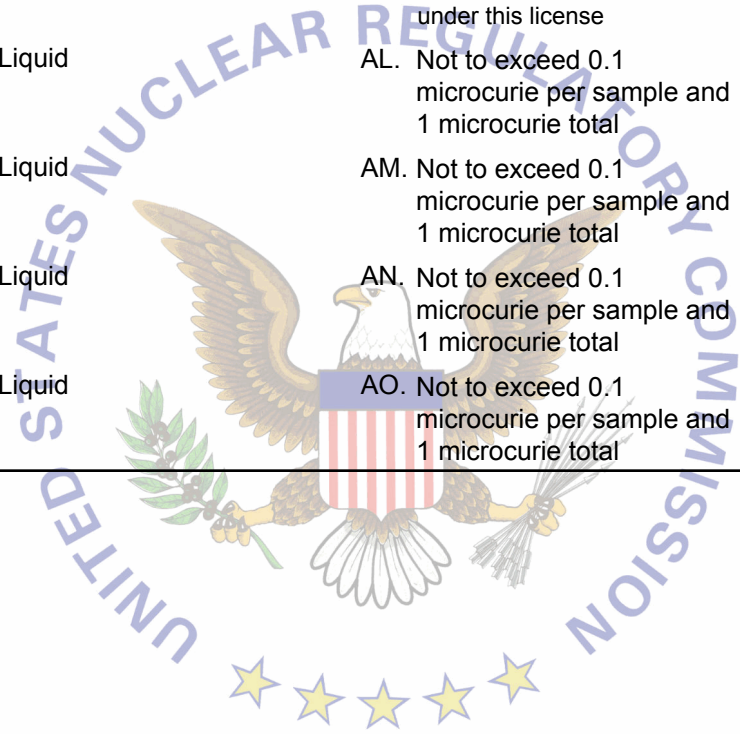 under this license
Liquid AL. Not to exceed 0.1
microcurie per sample and
1 microcurie total
Liquid AM. Not to exceed 0.1
microcurie per sample and
1 microcurie total
Liquid AN. Not to exceed 0.1
microcurie per sample and
1 microcurie total
Liquid AO. Not to exceed 0.1
microcurie per sample and
1 microcurie total
UNITED STATES NUCLEAR REGULATORY COMMISSION